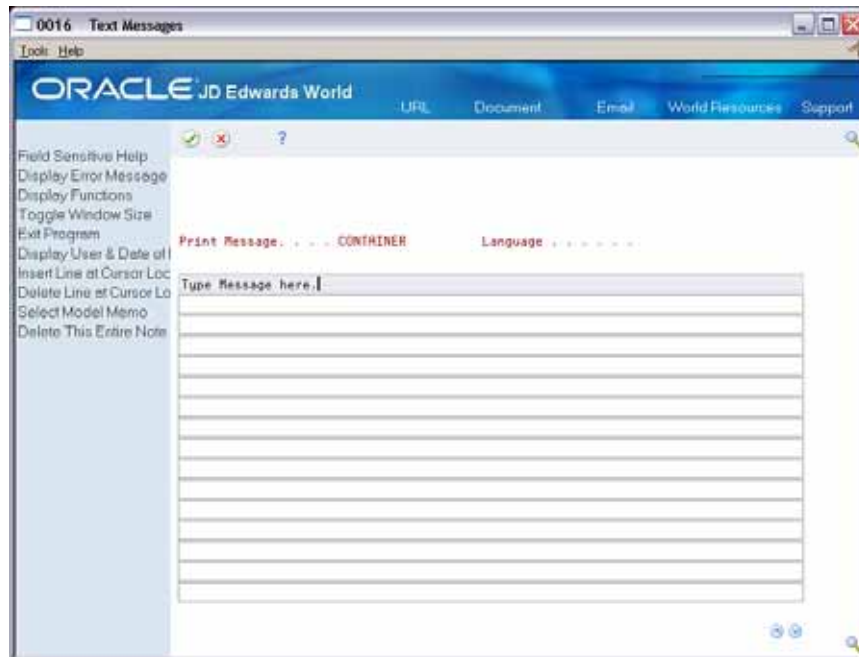 0016 Text Messages
Tools Help
ORACLE JD Edwards World
URL Document Email World Resources Support
?
Field Sensitive Help
Display Error Message
Display Functions
Toggle Window Size
Exit Program
Display User & Date of
Insert Line at Cursor Loc
Delete Line at Cursor Lo
Select Model Memo
Delete This Entire Note
Print Message. . . . CONTAINER Language . . . . . .
Type Message here.